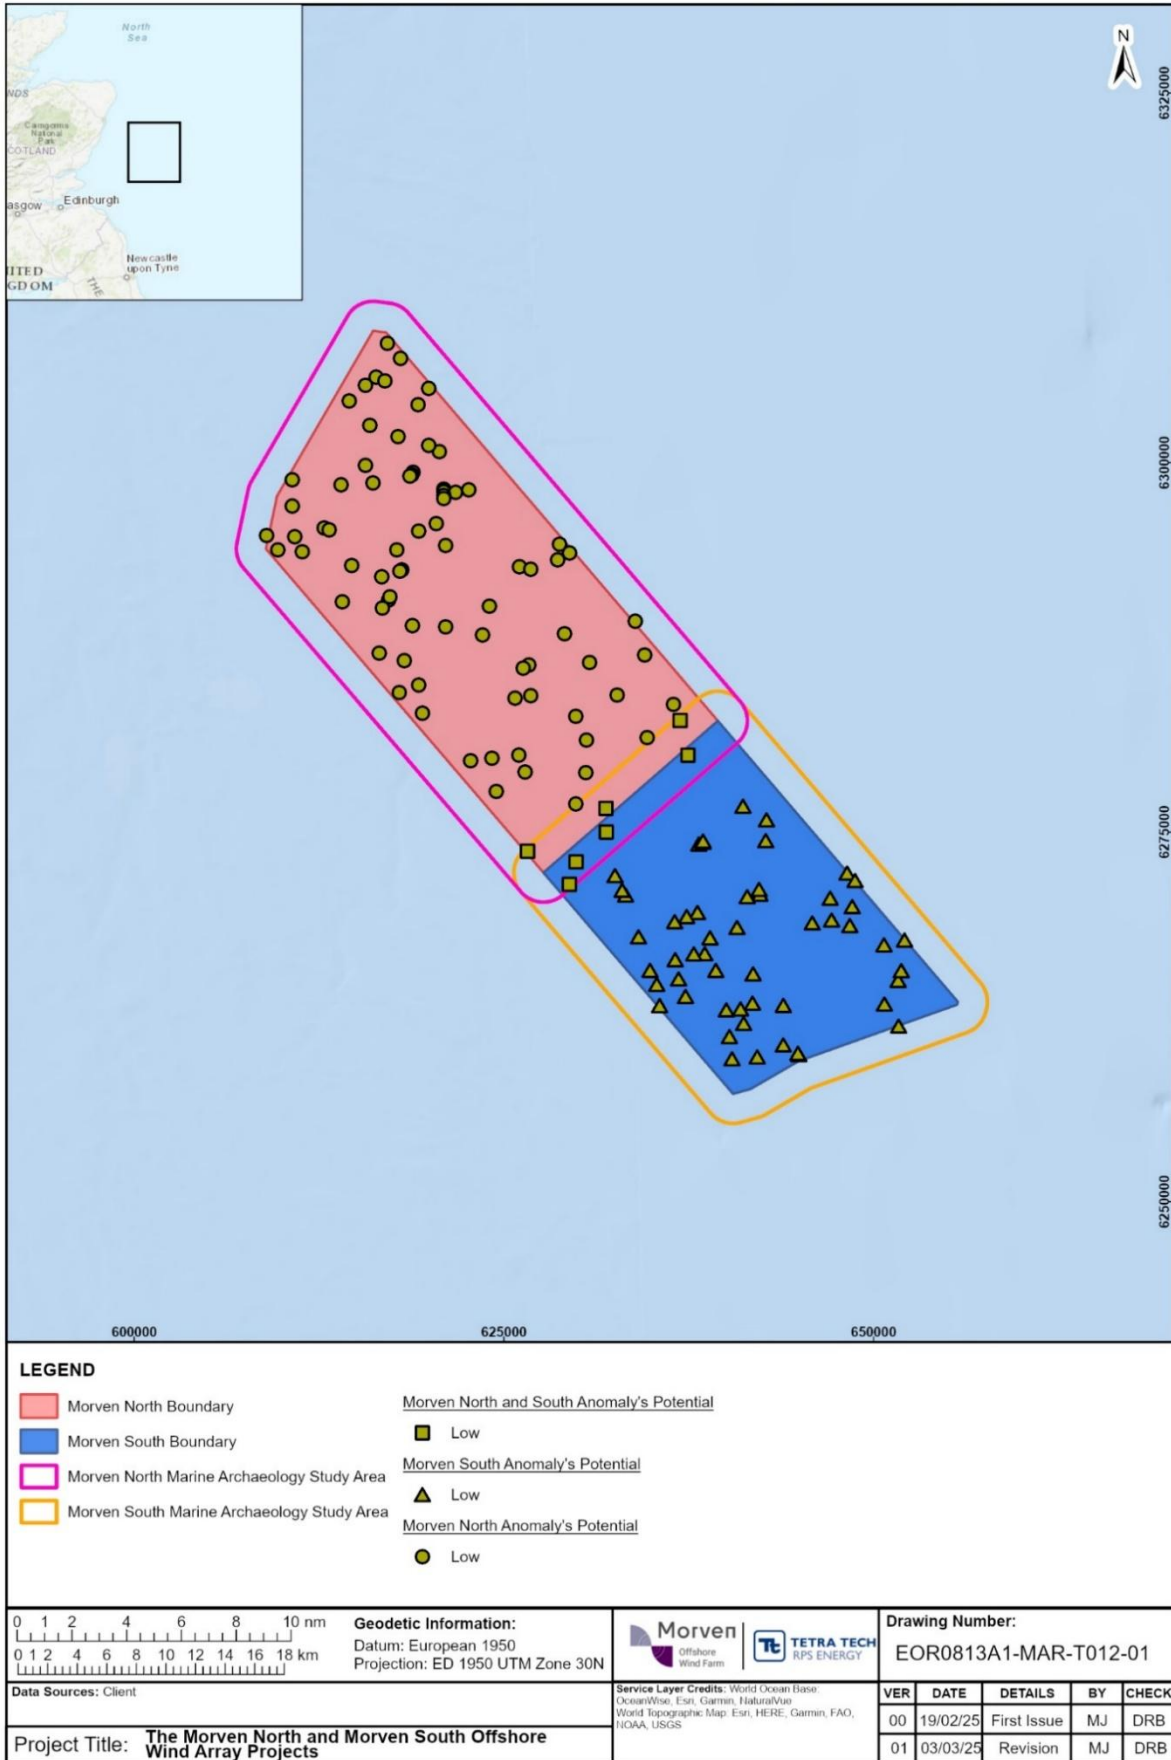 North
Sea
N
NDS
Cairngorms
National
Park
COTLAND
asgow
Edinburgh
Newcastle
upon Tyne
ITED
GDOM
THE
6325000
6300000
6275000
6250000
600000
625000
650000
LEGEND
Morven North Boundary
Morven South Boundary
Morven North Marine Archaeology Study Area
Morven South Marine Archaeology Study Area
Morven North and South Anomaly's Potential
Low
Morven South Anomaly's Potential
Low
Morven North Anomaly's Potential
Low
0 1 2 4 6 8 10 nm
0 1 2 4 6 8 10 12 14 16 18 km
Geodetic Information:
Datum: European 1950
Projection: ED 1950 UTM Zone 30N
Data Sources: Client
Project Title: The Morven North and Morven South Offshore
Wind Array Projects
Morven
Offshore
Wind Farm
Tt
TETRA TECH
RPS ENERGY
Service Layer Credits: World Ocean Base:
OceanWise, Esri, Garmin, NaturalVue
World Topographic Map: Esri, HERE, Garmin, FAO,
NOAA, USGS
Drawing Number:
EOR0813A1-MAR-T012-01
VER DATE DETAILS BY CHECK
00 19/02/25 First Issue MJ DRB
01 03/03/25 Revision MJ DRB